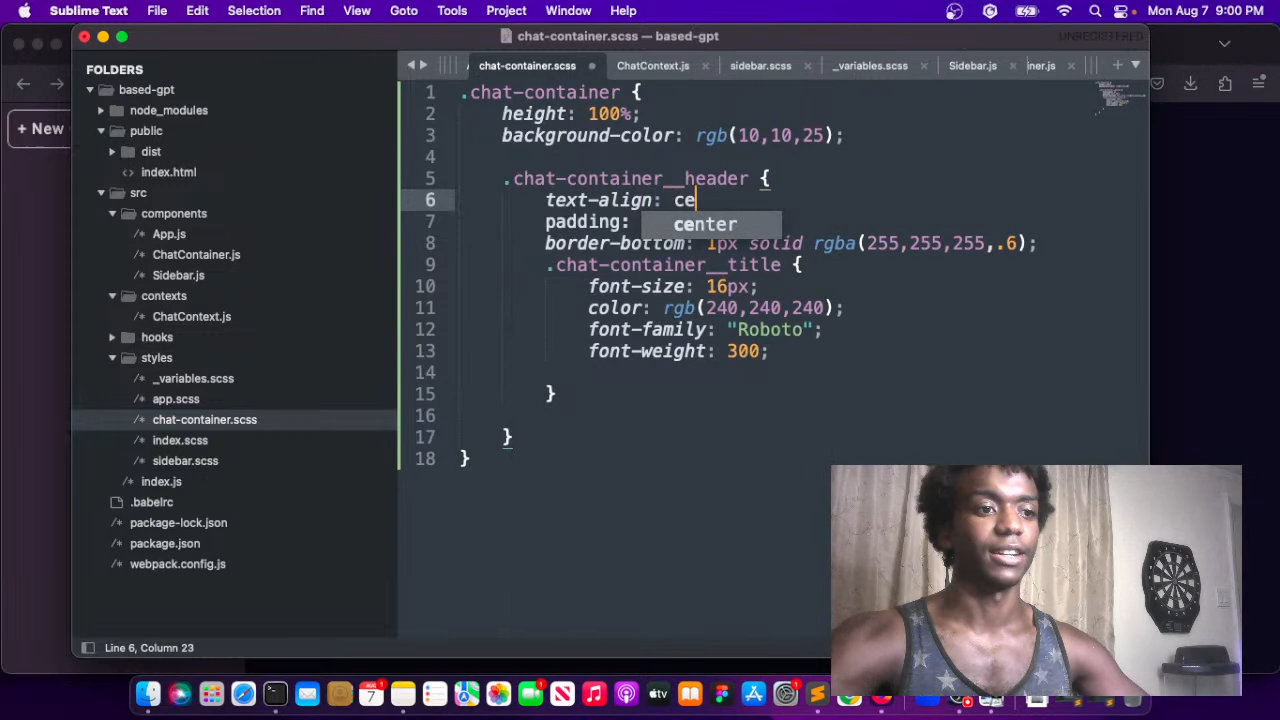 Sublime Text File Edit Selection Find View Goto Tools Project Window Help Mon Aug 7 9:00 PM
chat-container.scss — based-gpt UNREGISTERED
FOLDERS
based-gpt
node_modules
public
dist
index.html
src
components
App.js
ChatContainer.js
Sidebar.js
contexts
ChatContext.js
hooks
styles
_variables.scss
app.scss
chat-container.scss
index.scss
sidebar.scss
index.js
.babelrc
package-lock.json
package.json
webpack.config.js
+ New
chat-container.scss ChatContext.js sidebar.scss _variables.scss Sidebar.js iner.js
1 .chat-container {
2 height: 100%;
3 background-color: rgb(10,10,25);
4
5 .chat-container__header {
6 text-align: ce
center
7 padding:
8 border-bottom: 1px solid rgba(255,255,255,.6);
9 .chat-container__title {
10 font-size: 16px;
11 color: rgb(240,240,240);
12 font-family: "Roboto";
13 font-weight: 300;
14
15 }
16
17 }
18 }
Line 6, Column 23
AUG
7
tv